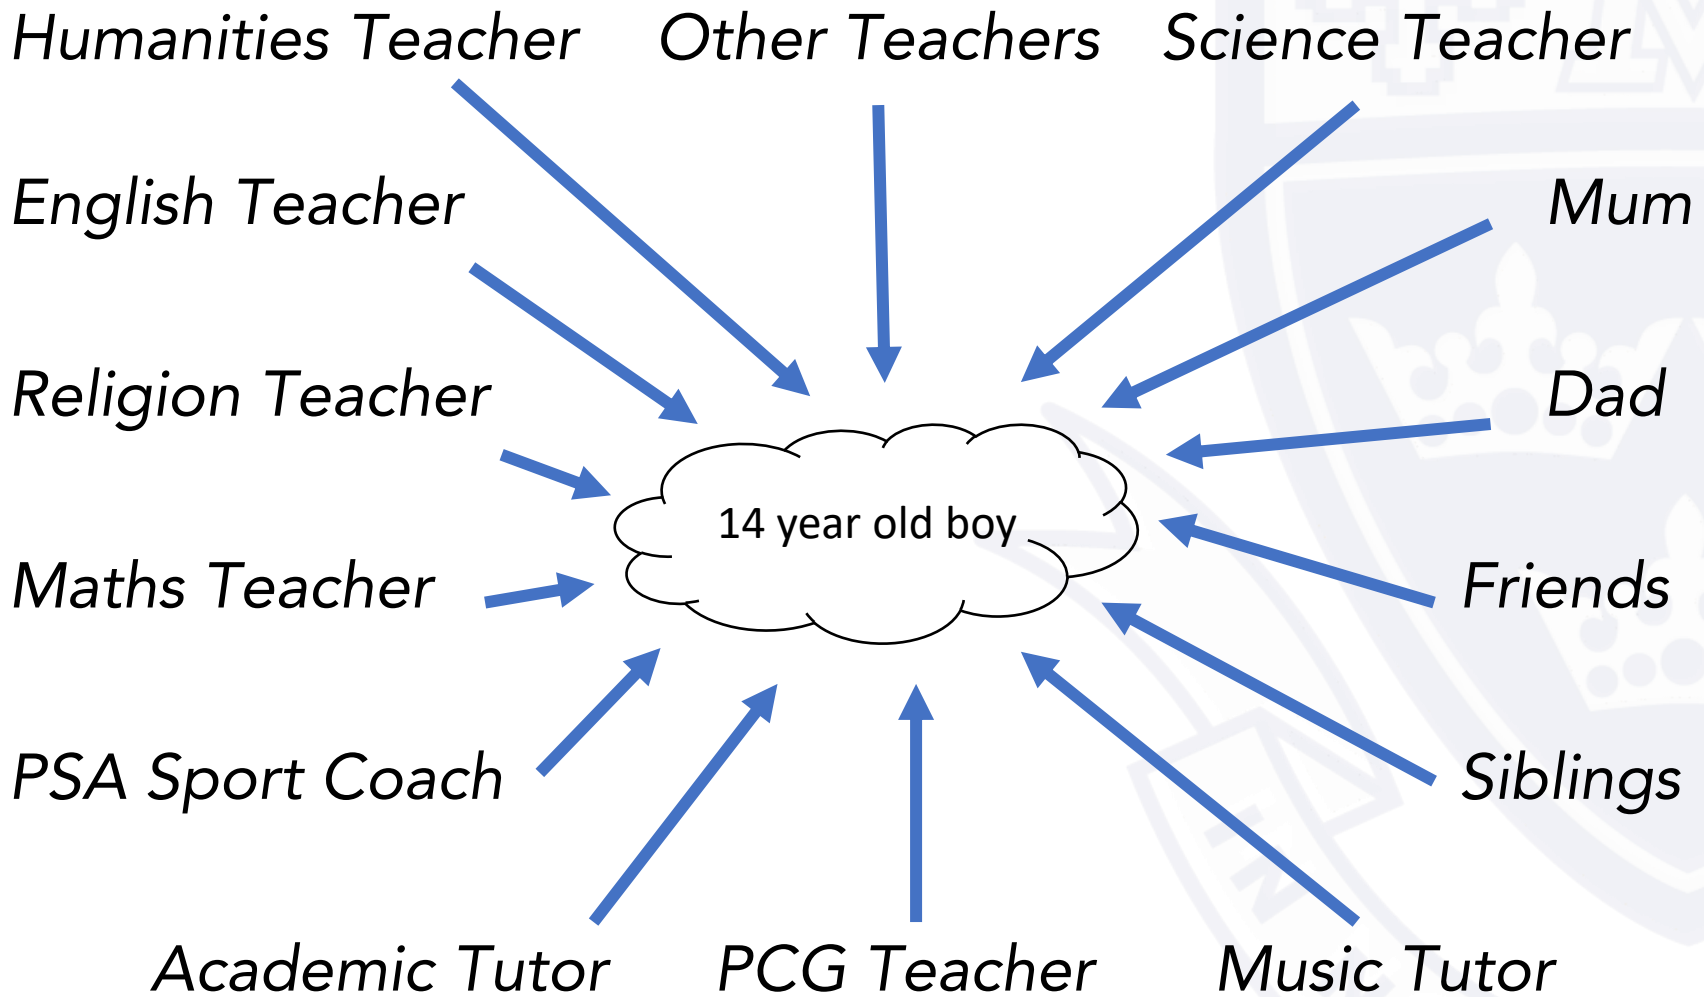 Humanities Teacher Other Teachers Science Teacher
English Teacher Mum
Religion Teacher Dad
14 year old boy
Maths Teacher Friends
PSA Sport Coach Siblings
Academic Tutor PCG Teacher Music Tutor
IN